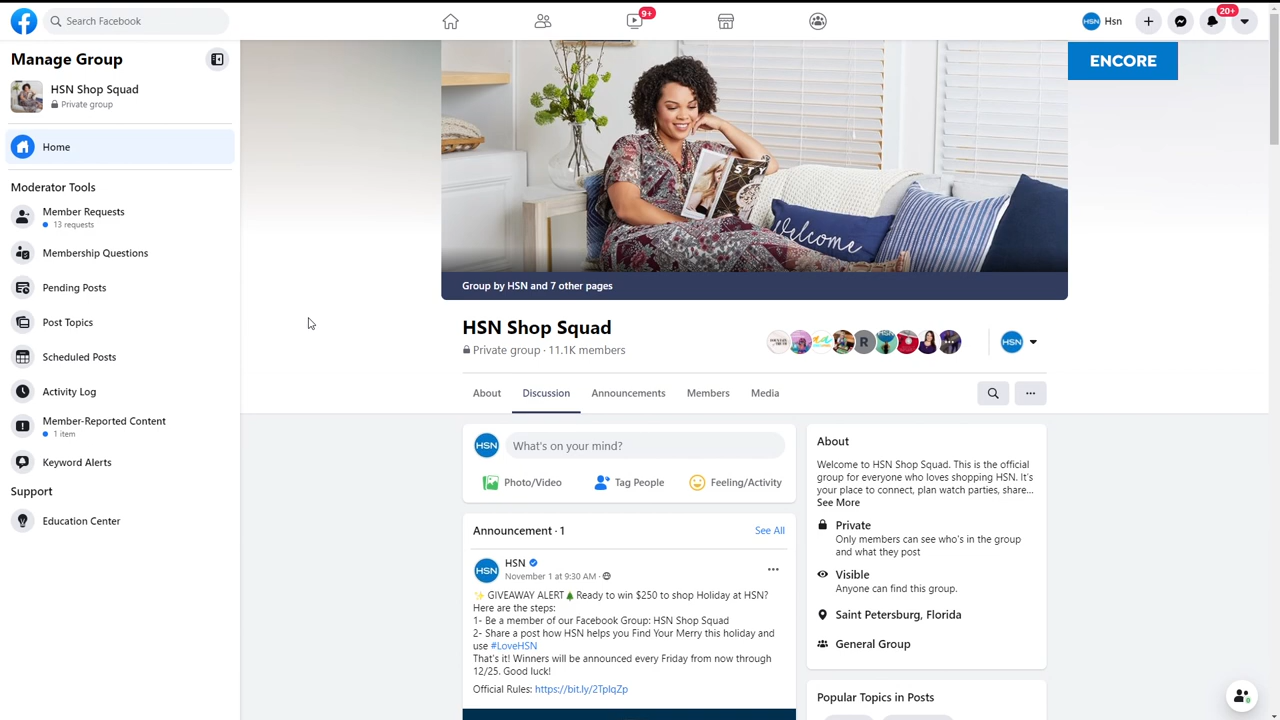 Search Facebook
9+
HSN
Hsn
20+
ENCORE
Manage Group
HSN Shop Squad
Private group
Home
Moderator Tools
Member Requests
13 requests
Membership Questions
Pending Posts
Post Topics
Scheduled Posts
Activity Log
Member-Reported Content
1 item
Keyword Alerts
Support
Education Center
STY
welcome
Group by HSN and 7 other pages
HSN Shop Squad
Private group · 11.1K members
R
HSN
About
Discussion
Announcements
Members
Media
HSN
What's on your mind?
Photo/Video
Tag People
Feeling/Activity
Announcement · 1
See All
HSN
HSN
November 1 at 9:30 AM ·
✨ GIVEAWAY ALERT🎄Ready to win $250 to shop Holiday at HSN?
Here are the steps:
1- Be a member of our Facebook Group: HSN Shop Squad
2- Share a post how HSN helps you Find Your Merry this holiday and
use #LoveHSN
That's it! Winners will be announced every Friday from now through
12/25. Good luck!
Official Rules: https://bit.ly/2TplqZp
About
Welcome to HSN Shop Squad. This is the official
group for everyone who loves shopping HSN. It's
your place to connect, plan watch parties, share...
See More
Private
Only members can see who's in the group
and what they post
Visible
Anyone can find this group.
Saint Petersburg, Florida
General Group
Popular Topics in Posts